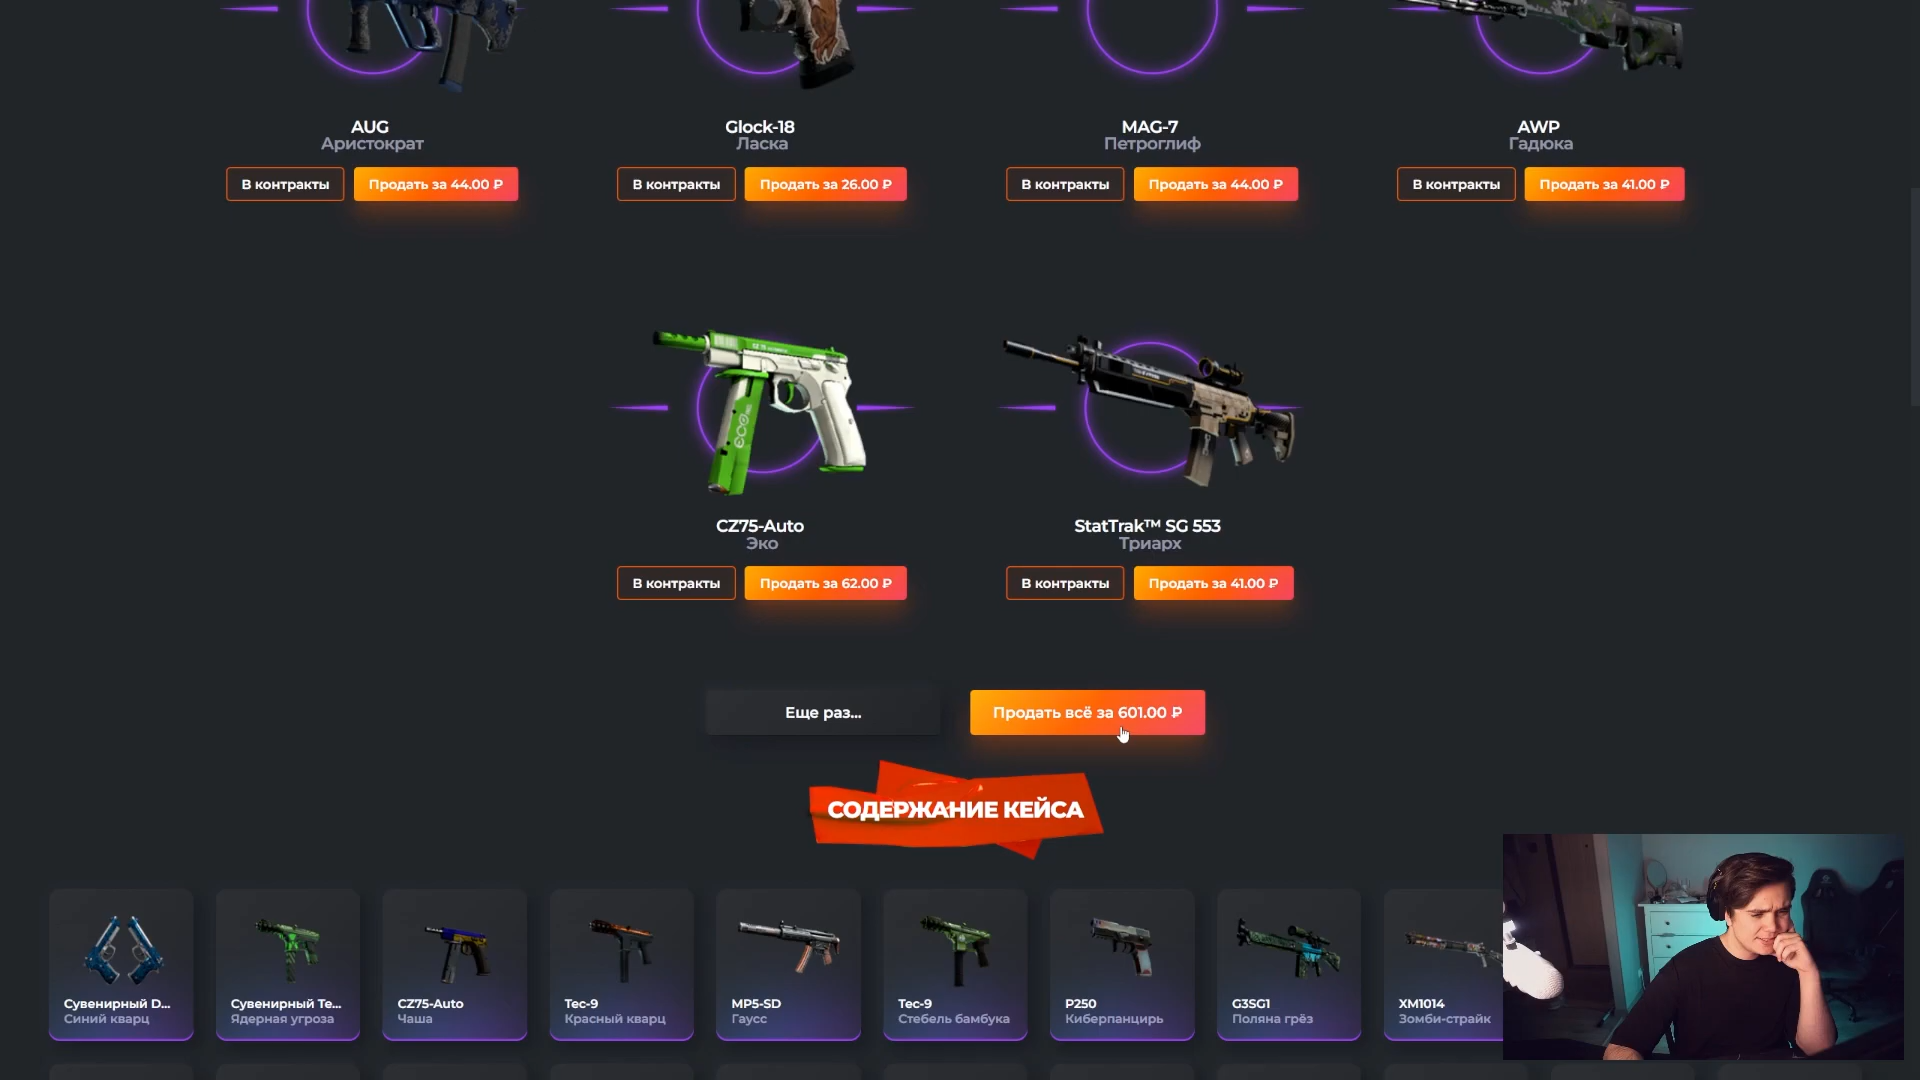 AUG
Аристократ
В контракты
Продать за 44.00 ₽
Glock-18
Ласка
В контракты
Продать за 26.00 ₽
MAG-7
Петроглиф
В контракты
Продать за 44.00 ₽
AWP
Гадюка
В контракты
Продать за 41.00 ₽
ECO
CZ75-Auto
Эко
В контракты
Продать за 62.00 ₽
StatTrak™ SG 553
Триарх
В контракты
Продать за 41.00 ₽
Еще раз...
Продать всё за 601.00 ₽
СОДЕРЖАНИЕ КЕЙСА
Сувенирный D...
Синий кварц
Сувенирный Te...
Ядерная угроза
CZ75-Auto
Чаша
Tec-9
Красный кварц
MP5-SD
Гаусс
Tec-9
Стебель бамбука
P250
Киберпанцирь
G3SG1
Поляна грёз
XM1014
Зомби-страйк